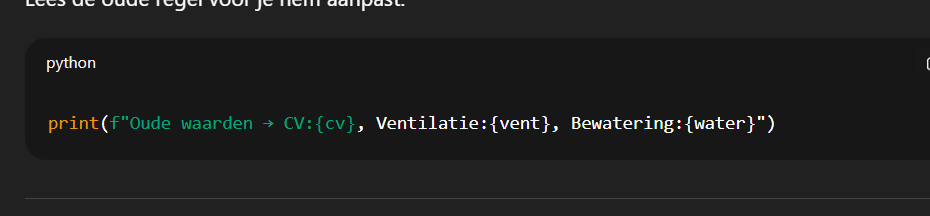 Lees de oude regel voor je hem aanpast.
python
print(f"Oude waarden → CV:{cv}, Ventilatie:{vent}, Bewatering:{water}")